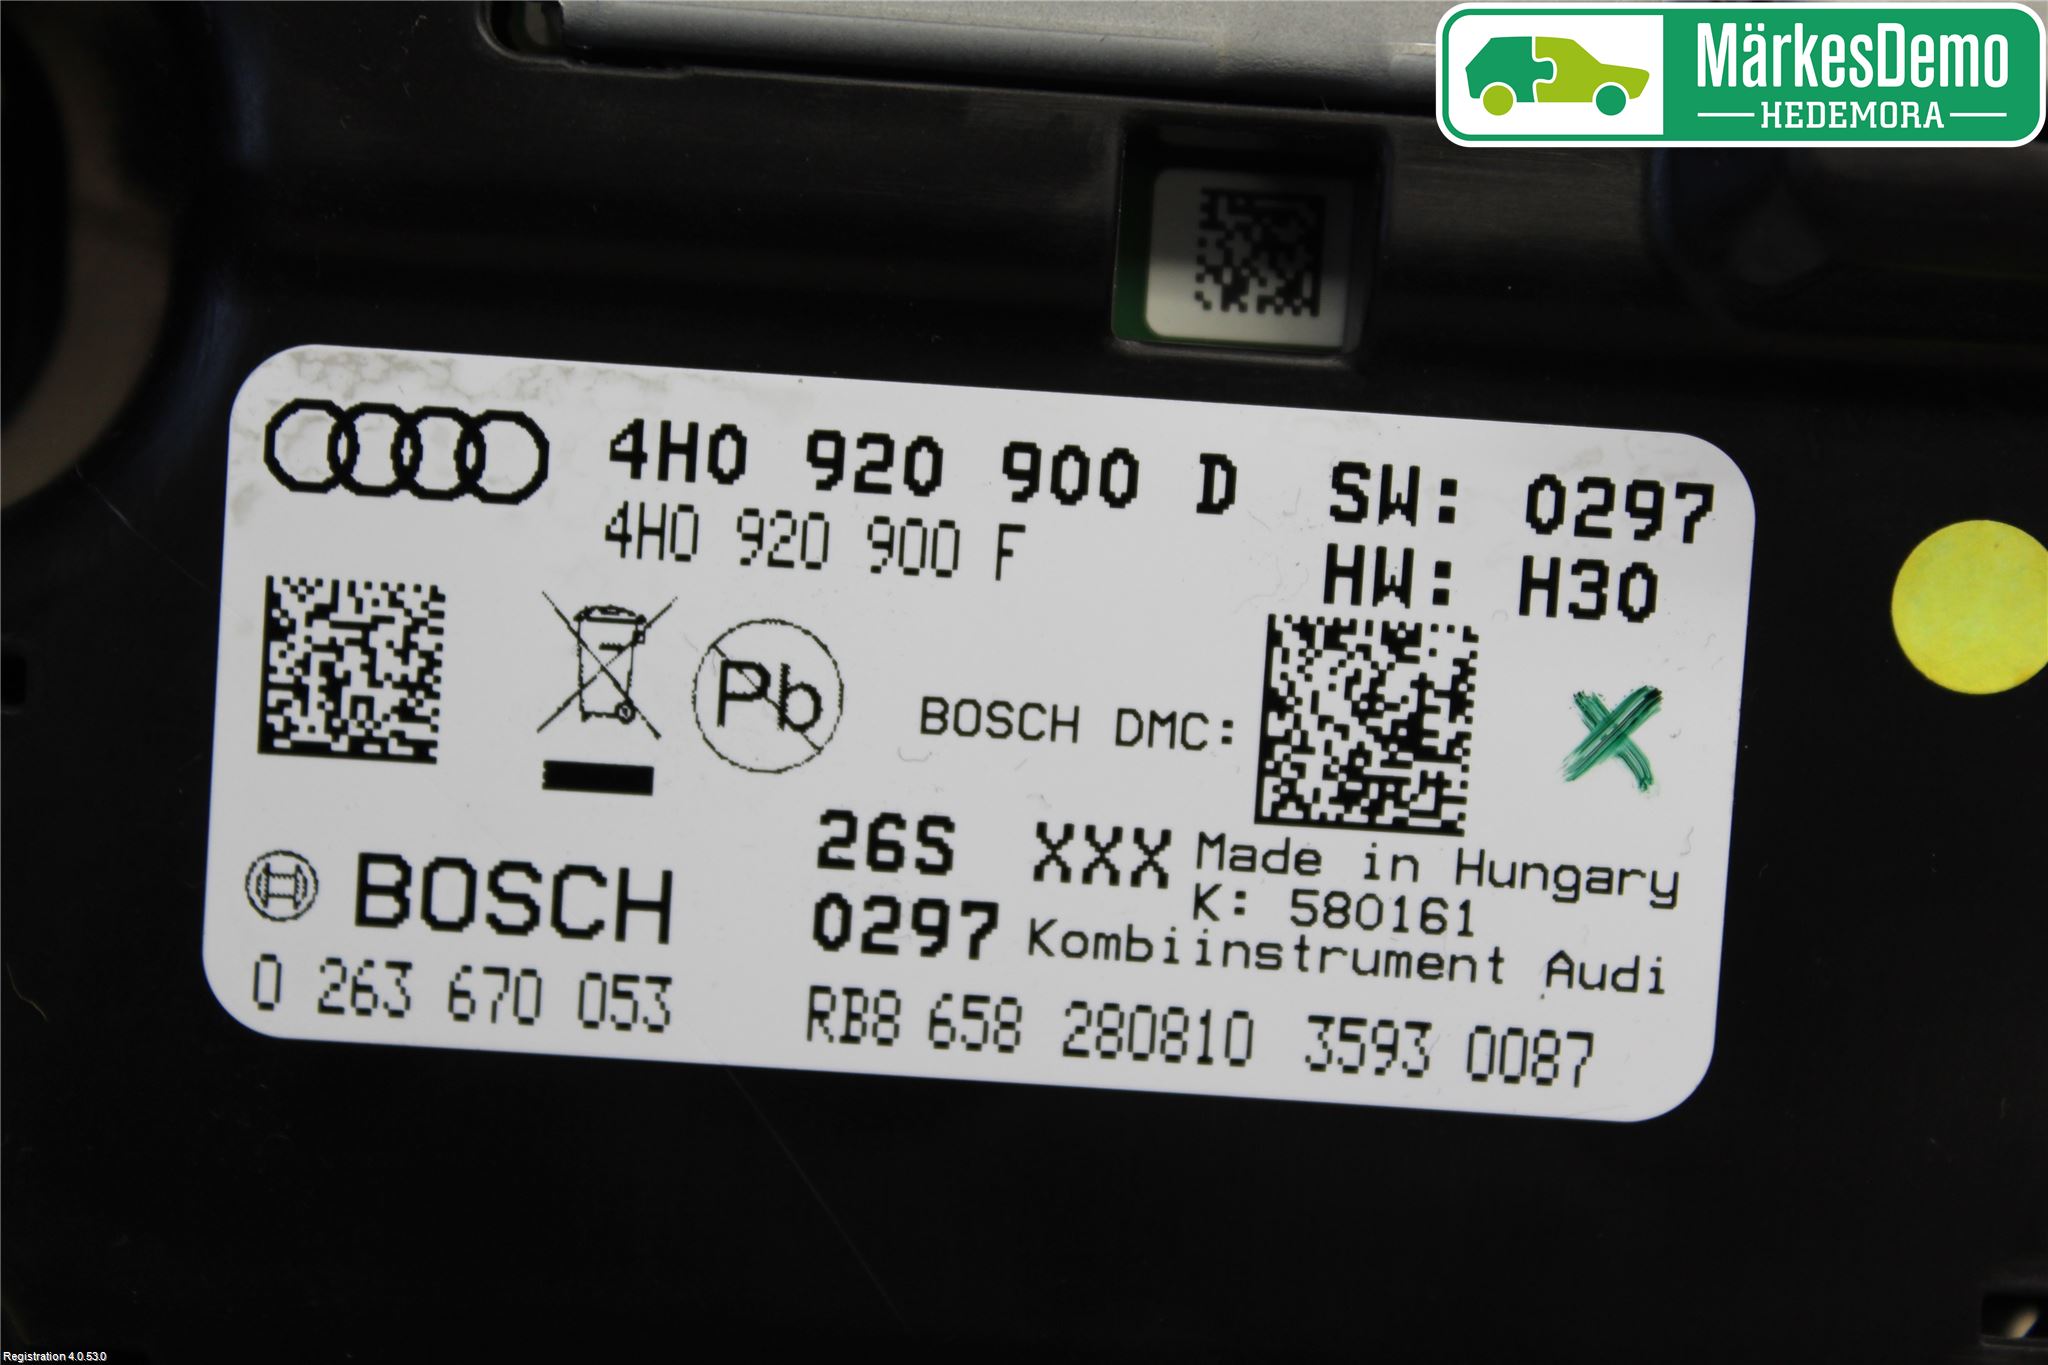 MärkesDemo
HEDEMORA
4H0 920 900 D SW: 0297
4H0 920 900 F HW: H30
Pb
BOSCH DMC:
26S XXX Made in Hungary
K: 580161
BOSCH 0297 Kombiinstrument Audi
0 263 670 053 RB8 658 280810 3593 0087
Registration 4.0.53.0